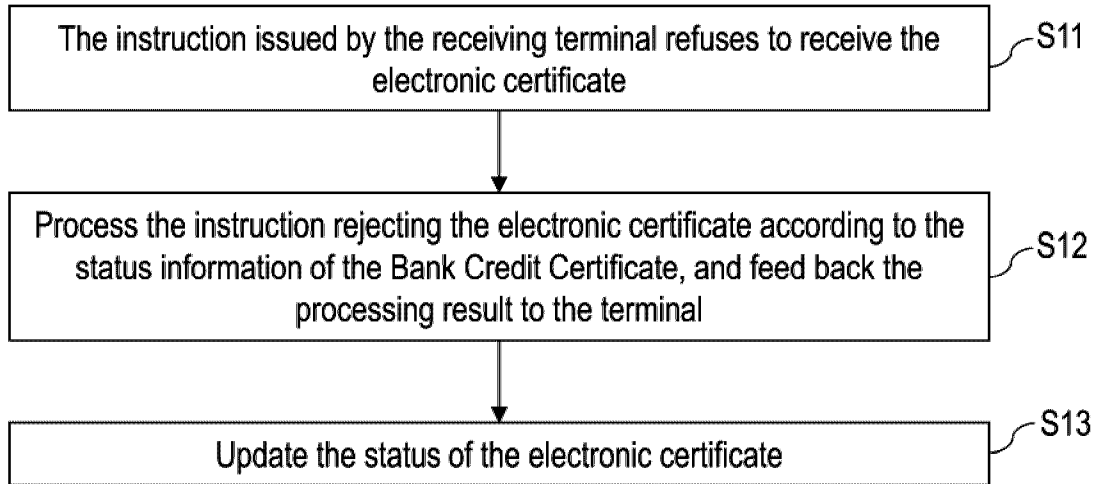 The instruction issued by the receiving terminal refuses to receive the
electronic certificate
S11
Process the instruction rejecting the electronic certificate according to the
status information of the Bank Credit Certificate, and feed back the
processing result to the terminal
S12
Update the status of the electronic certificate
S13